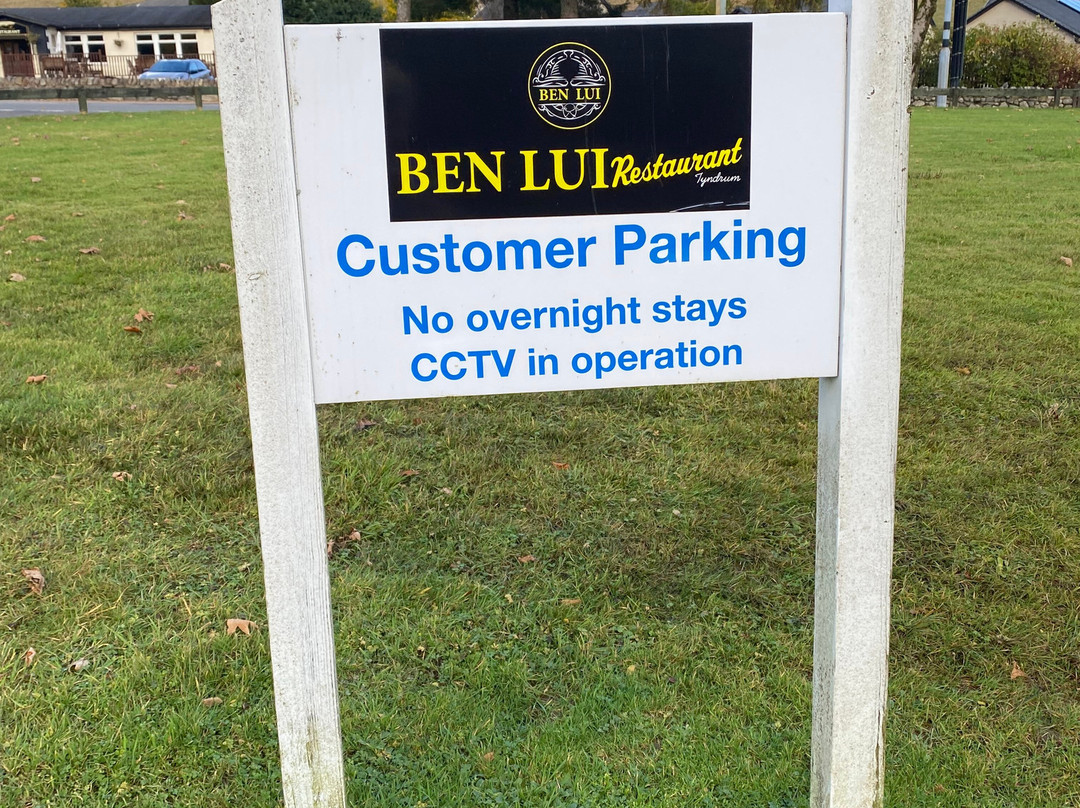 BEN LUI
BEN LUI Restaurant
Tyndrum
Customer Parking
No overnight stays
CCTV in operation